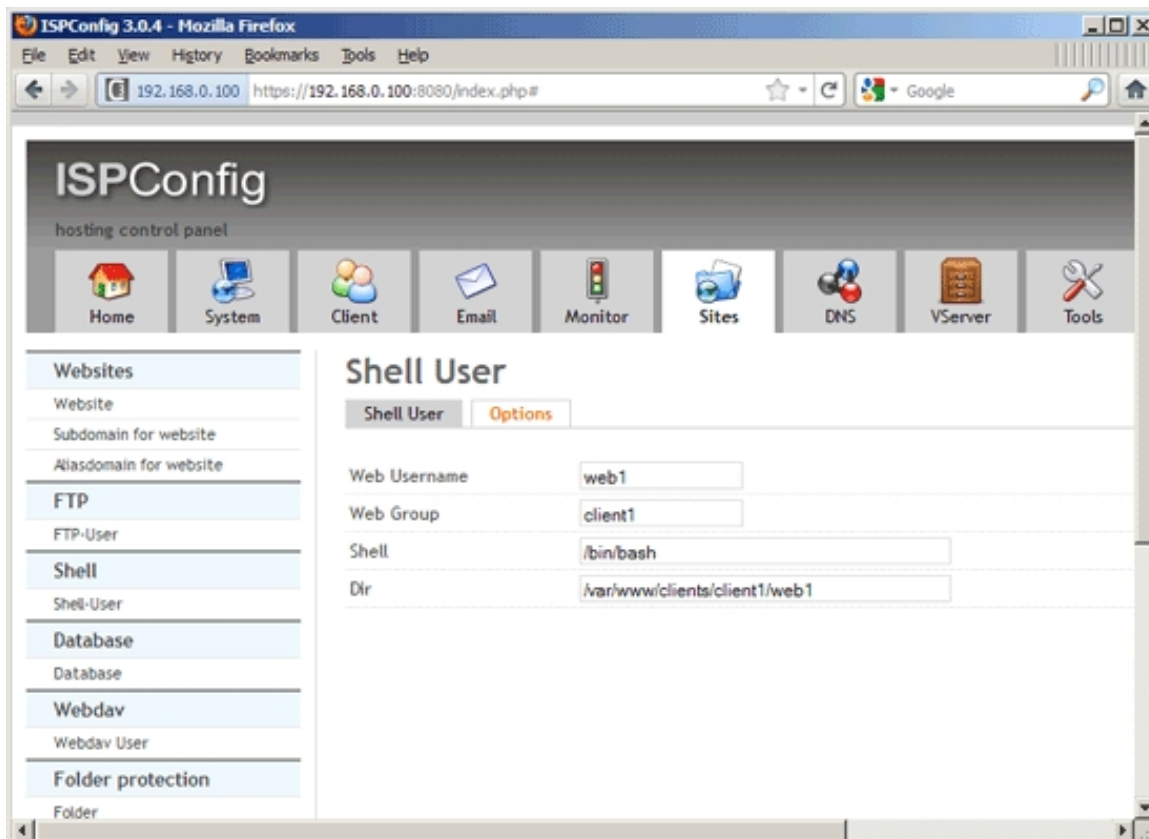 ISPConfig 3.0.4 - Mozilla Firefox
File Edit View History Bookmarks Tools Help
192.168.0.100 https://192.168.0.100:8080/index.php# Google
ISPConfig
hosting control panel
Home System Client Email Monitor Sites DNS VServer Tools
Websites
Website
Subdomain for website
Aliasdomain for website
FTP
FTP-User
Shell
Shell-User
Database
Database
Webdav
Webdav User
Folder protection
Folder
Shell User
Shell User Options
Web Username web1
Web Group client1
Shell /bin/bash
Dir /var/www/clients/client1/web1